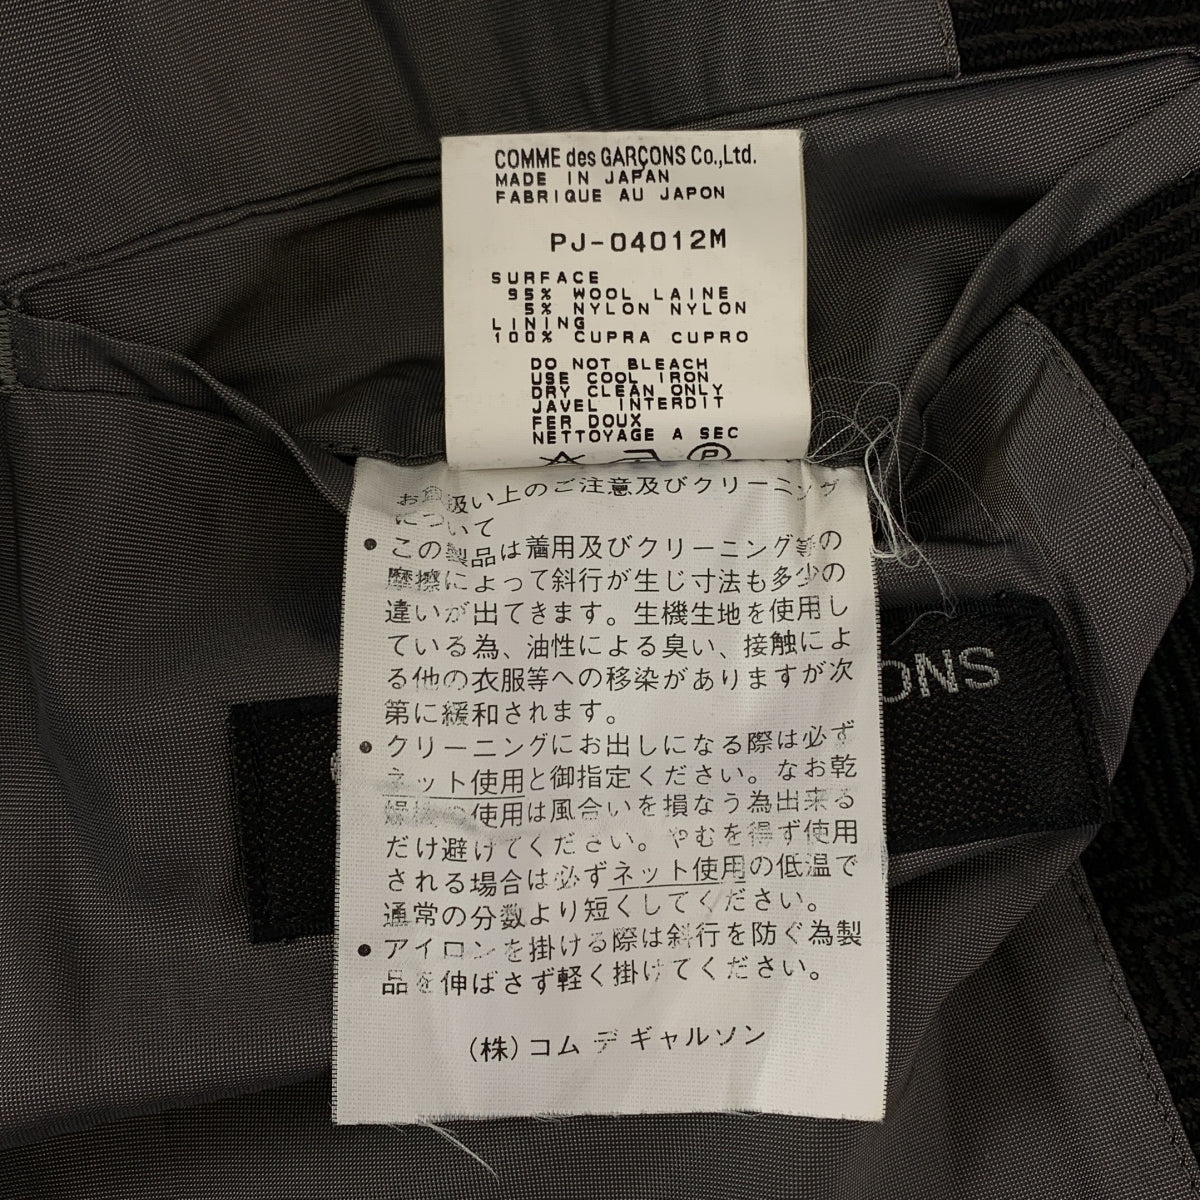 COMME des GARÇONS Co.,Ltd.
MADE IN JAPAN
FABRIQUE AU JAPON
PJ-04012M
SURFACE
95% WOOL LAINE
5% NYLON NYLON
LINING
100% CUPRA CUPRO
DO NOT BLEACH
USE COOL IRON
DRY CLEAN ONLY
JAVEL INTERDIT
FER DOUX
NETTOYAGE A SEC
P
お取扱い上のご注意及びクリーニング
について
●この製品は着用及びクリーニング等の
摩擦によって斜行が生じ寸法も多少の
違いが出てきます。生機生地を使用し
ている為、油性による臭い、接触によ
る他の衣服等への移染がありますが次
第に緩和されます。
●クリーニングにお出しになる際は必ず
ネット使用と御指定ください。なお乾
燥機の使用は風合いを損なう為出来る
だけ避けてください。やむを得ず使用
される場合は必ずネット使用の低温で
通常の分数より短くしてください。
●アイロンを掛ける際は斜行を防ぐ為製
品を伸ばさず軽く掛けてください。
(株)コム デ ギャルソン
ONS